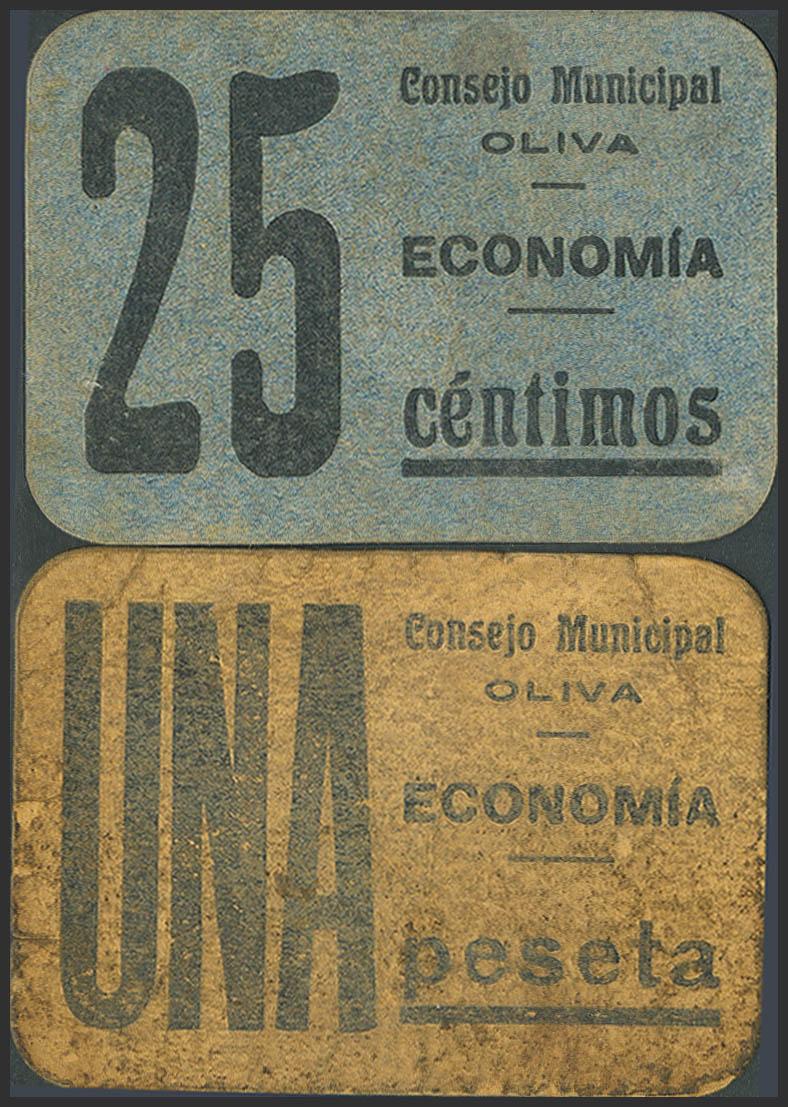 25
Consejo Municipal
OLIVA
ECONOMÍA
céntimos
UNA
Consejo Municipal
OLIVA
ECONOMÍA
peseta